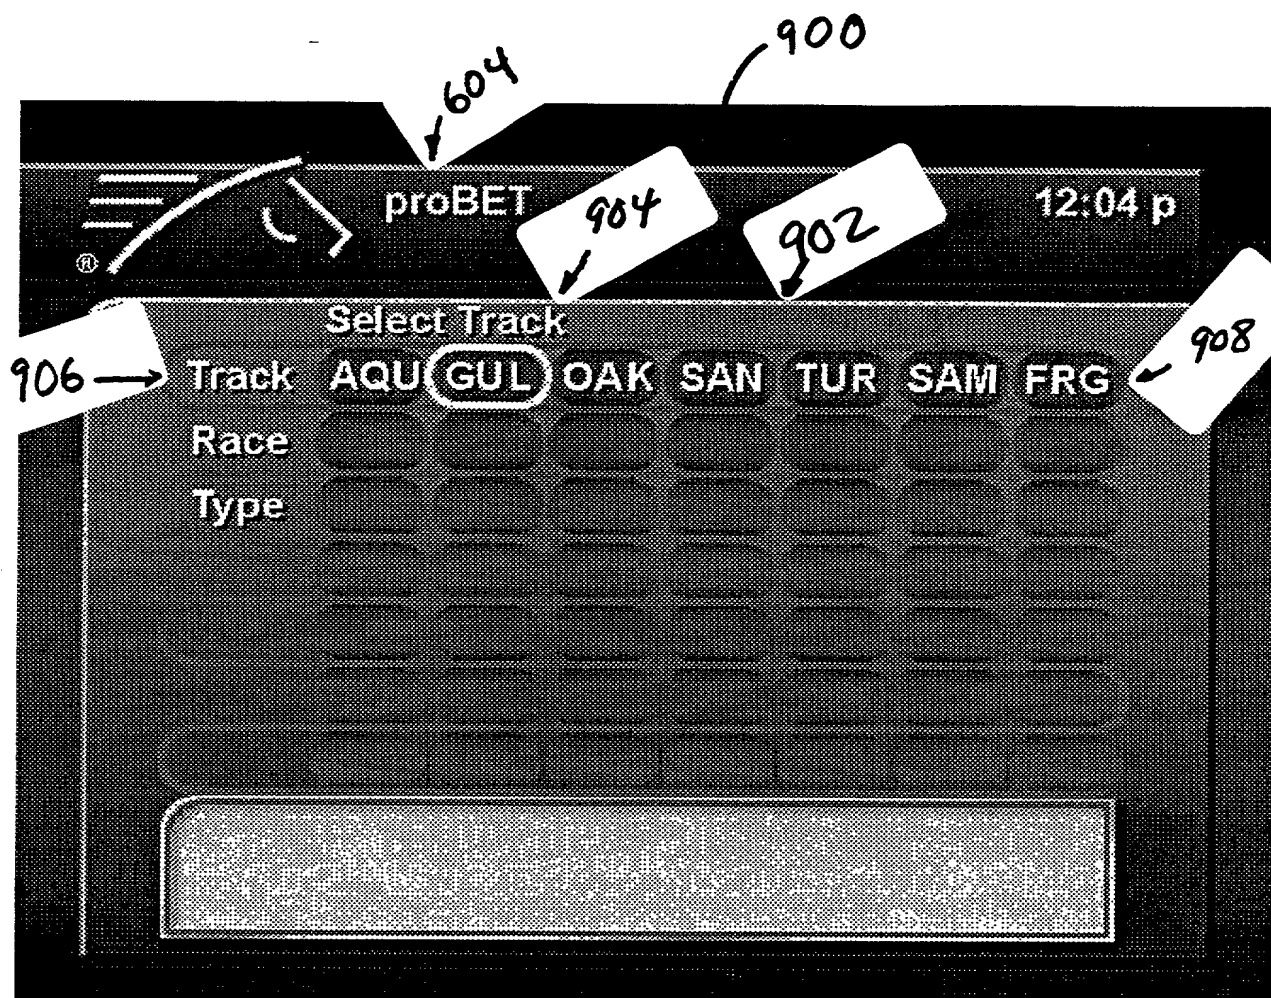 900
604
proBET
904
902
12:04 p
®
Select Track
906
Track AQU GUL OAK SAN TUR SAM FRG
908
Race
Type